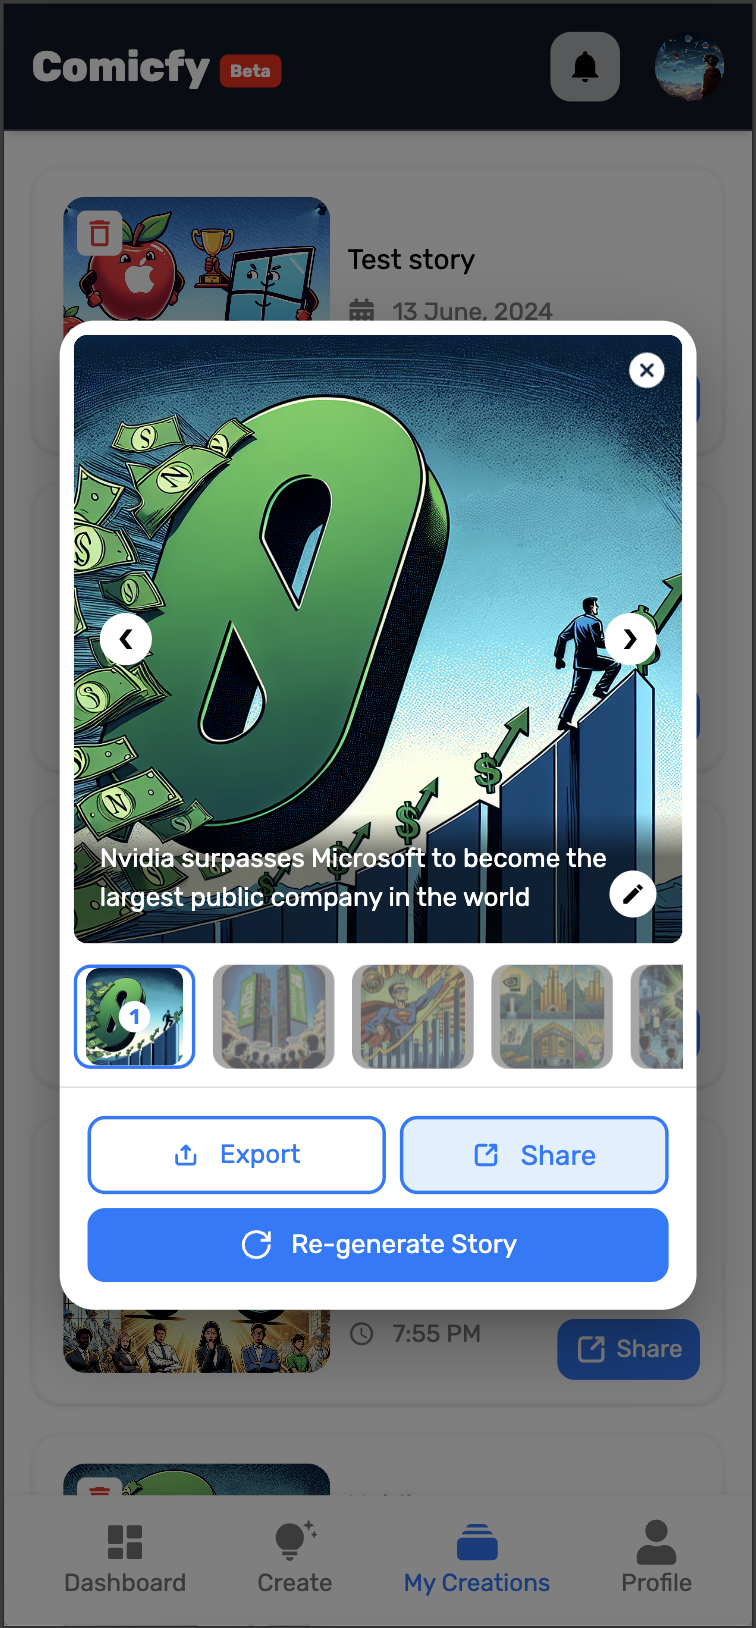 Comicfy Beta
Test story
13 June, 2024
Nvidia surpasses Microsoft to become the
largest public company in the world
1
Export
Share
Re-generate Story
7:55 PM
Share
Dashboard
Create
My Creations
Profile